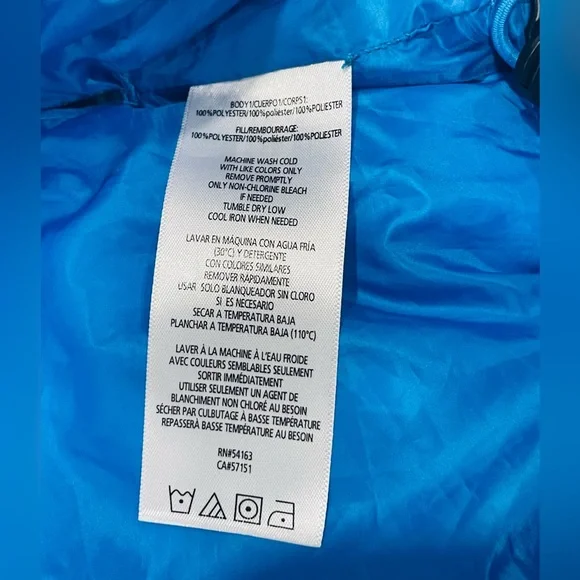 BODY1/CUERPO1/CORPS1:
100%POLYESTER/100%poliéster/100%POLIESTER
FILL/REMBOURRAGE:
100%POLYESTER/100%poliéster/100%POLIESTER
MACHINE WASH COLD
WITH LIKE COLORS ONLY
REMOVE PROMPTLY
ONLY NON-CHLORINE BLEACH
IF NEEDED
TUMBLE DRY LOW
COOL IRON WHEN NEEDED
LAVAR EN MÁQUINA CON AGUA FRÍA
(30°C) Y DETERGENTE
CON COLORES SIMILARES
REMOVER RÁPIDAMENTE
USAR SOLO BLANQUEADOR SIN CLORO
SI ES NECESARIO
SECAR A TEMPERATURA BAJA
PLANCHAR A TEMPERATURA BAJA (110°C)
LAVER À LA MACHINE À L'EAU FROIDE
AVEC COULEURS SEMBLABLES SEULEMENT
SORTIR IMMÉDIATEMENT
UTILISER SEULEMENT UN AGENT DE
BLANCHIMENT NON CHLORÉ AU BESOIN
SÉCHER PAR CULBUTAGE À BASSE TEMPÉRATURE
REPASSERÀ BASSE TEMPÉRATURE AU BESOIN
RN#54163
CA#57151